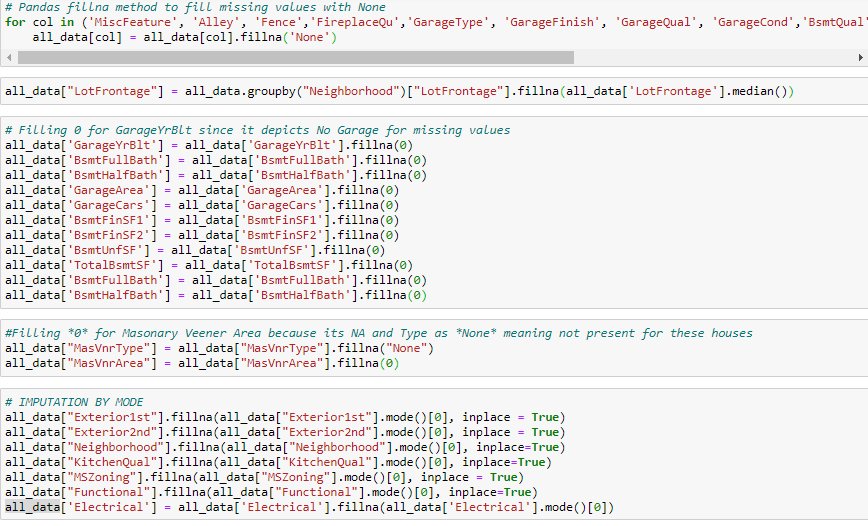 # Pandas fillna method to fill missing values with None
for col in ('MiscFeature', 'Alley', 'Fence','FireplaceQu','GarageType', 'GarageFinish', 'GarageQual', 'GarageCond','BsmtQual'
    all_data[col] = all_data[col].fillna('None')
all_data["LotFrontage"] = all_data.groupby("Neighborhood")["LotFrontage"].fillna(all_data['LotFrontage'].median())
# Filling 0 for GarageYrBlt since it depicts No Garage for missing values
all_data['GarageYrBlt'] = all_data['GarageYrBlt'].fillna(0)
all_data['BsmtFullBath'] = all_data['BsmtFullBath'].fillna(0)
all_data['BsmtHalfBath'] = all_data['BsmtHalfBath'].fillna(0)
all_data['GarageArea'] = all_data['GarageArea'].fillna(0)
all_data['GarageCars'] = all_data['GarageCars'].fillna(0)
all_data['BsmtFinSF1'] = all_data['BsmtFinSF1'].fillna(0)
all_data['BsmtFinSF2'] = all_data['BsmtFinSF2'].fillna(0)
all_data['BsmtUnfSF'] = all_data['BsmtUnfSF'].fillna(0)
all_data['TotalBsmtSF'] = all_data['TotalBsmtSF'].fillna(0)
all_data['BsmtFullBath'] = all_data['BsmtFullBath'].fillna(0)
all_data['BsmtHalfBath'] = all_data['BsmtHalfBath'].fillna(0)
#Filling *0* for Masonary Veener Area because its NA and Type as *None* meaning not present for these houses
all_data["MasVnrType"] = all_data["MasVnrType"].fillna("None")
all_data["MasVnrArea"] = all_data["MasVnrArea"].fillna(0)
# IMPUTATION BY MODE
all_data["Exterior1st"].fillna(all_data["Exterior1st"].mode()[0], inplace = True)
all_data["Exterior2nd"].fillna(all_data["Exterior2nd"].mode()[0], inplace = True)
all_data["Neighborhood"].fillna(all_data["Neighborhood"].mode()[0], inplace=True)
all_data["KitchenQual"].fillna(all_data["KitchenQual"].mode()[0], inplace=True)
all_data["MSZoning"].fillna(all_data["MSZoning"].mode()[0], inplace = True)
all_data["Functional"].fillna(all_data["Functional"].mode()[0], inplace=True)
all_data['Electrical'] = all_data['Electrical'].fillna(all_data['Electrical'].mode()[0])